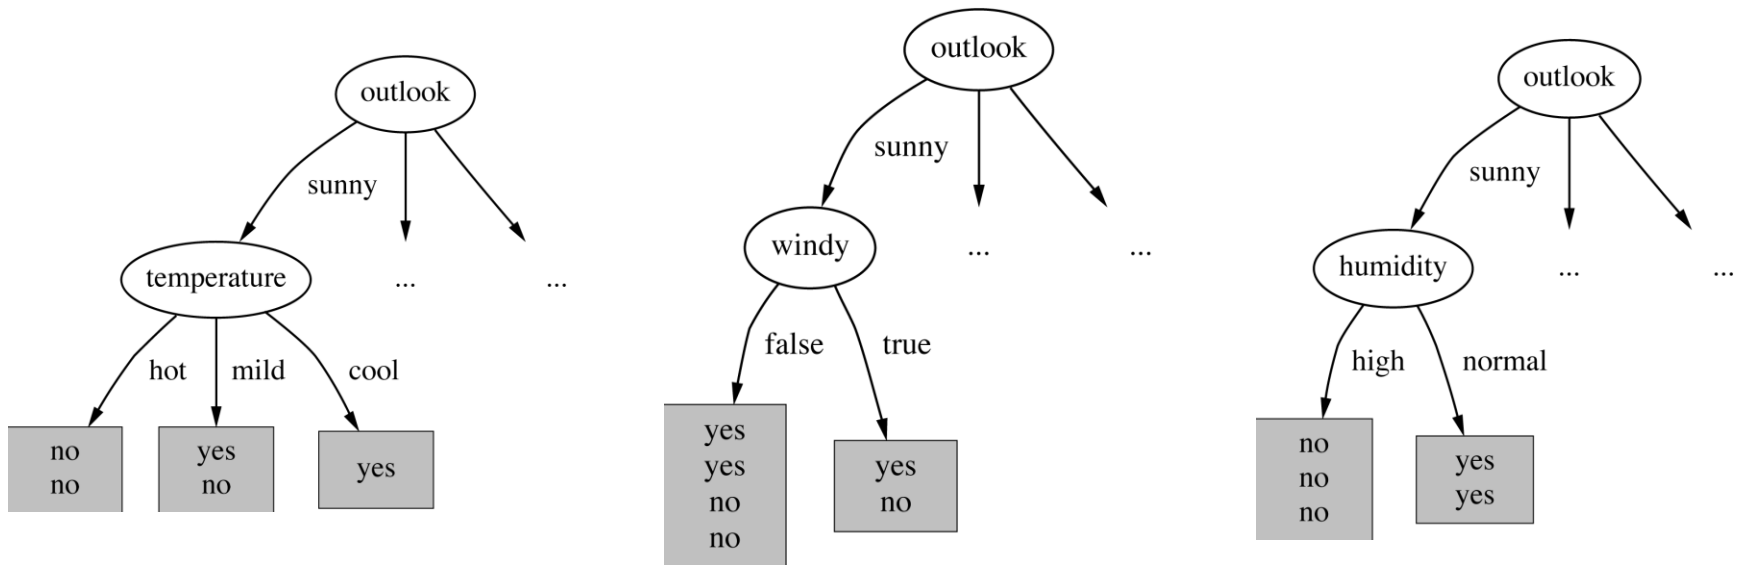 outlook
sunny
temperature
...
...
hot mild cool
no
no
yes
no
yes
outlook
sunny
windy
...
...
false true
yes
yes
no
no
yes
no
outlook
sunny
humidity
...
...
high normal
no
no
no
yes
yes